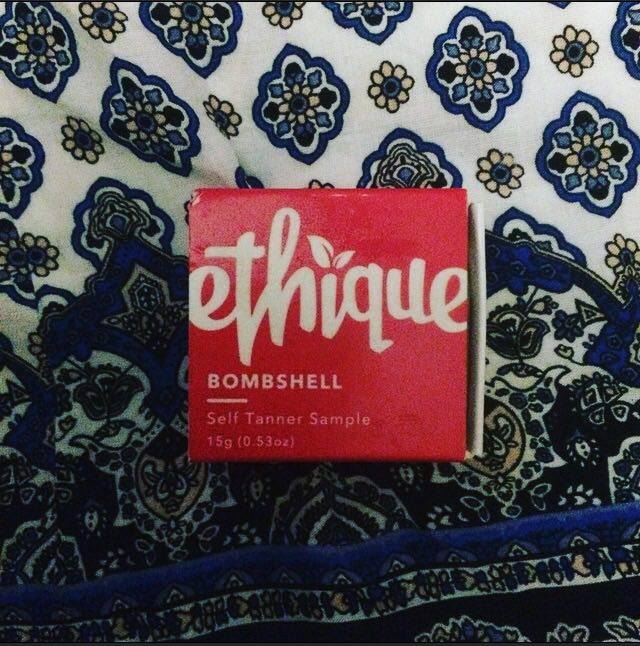 ethique
BOMBSHELL
Self Tanner Sample
15g (0.53oz)